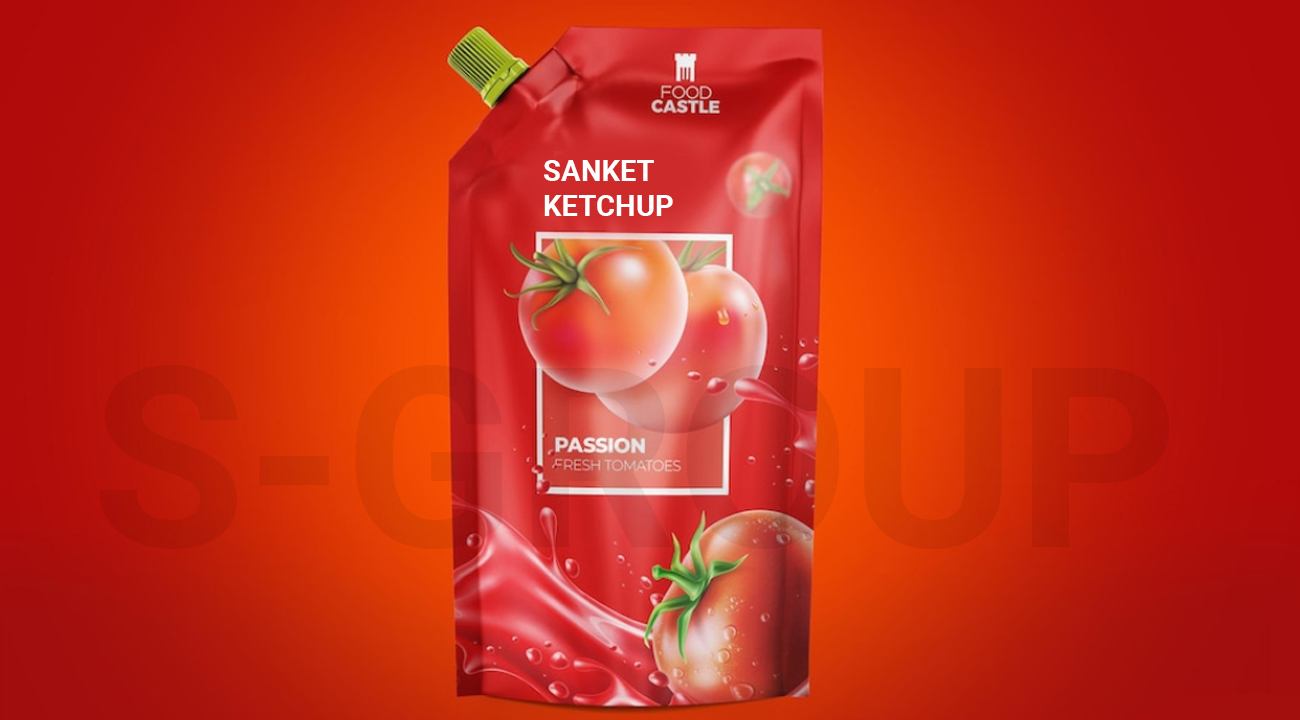 FOOD
CASTLE
SANKET
KETCHUP
PASSION
FRESH TOMATOES
S-GROUP